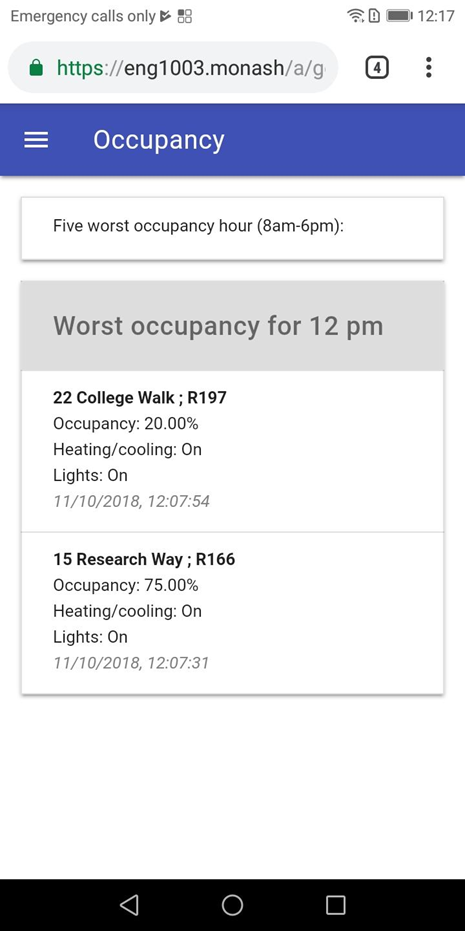 Emergency calls only
12:17
https://eng1003.monash/a/g
4
Occupancy
Five worst occupancy hour (8am-6pm):
Worst occupancy for 12 pm
22 College Walk ; R197
Occupancy: 20.00%
Heating/cooling: On
Lights: On
11/10/2018, 12:07:54
15 Research Way ; R166
Occupancy: 75.00%
Heating/cooling: On
Lights: On
11/10/2018, 12:07:31